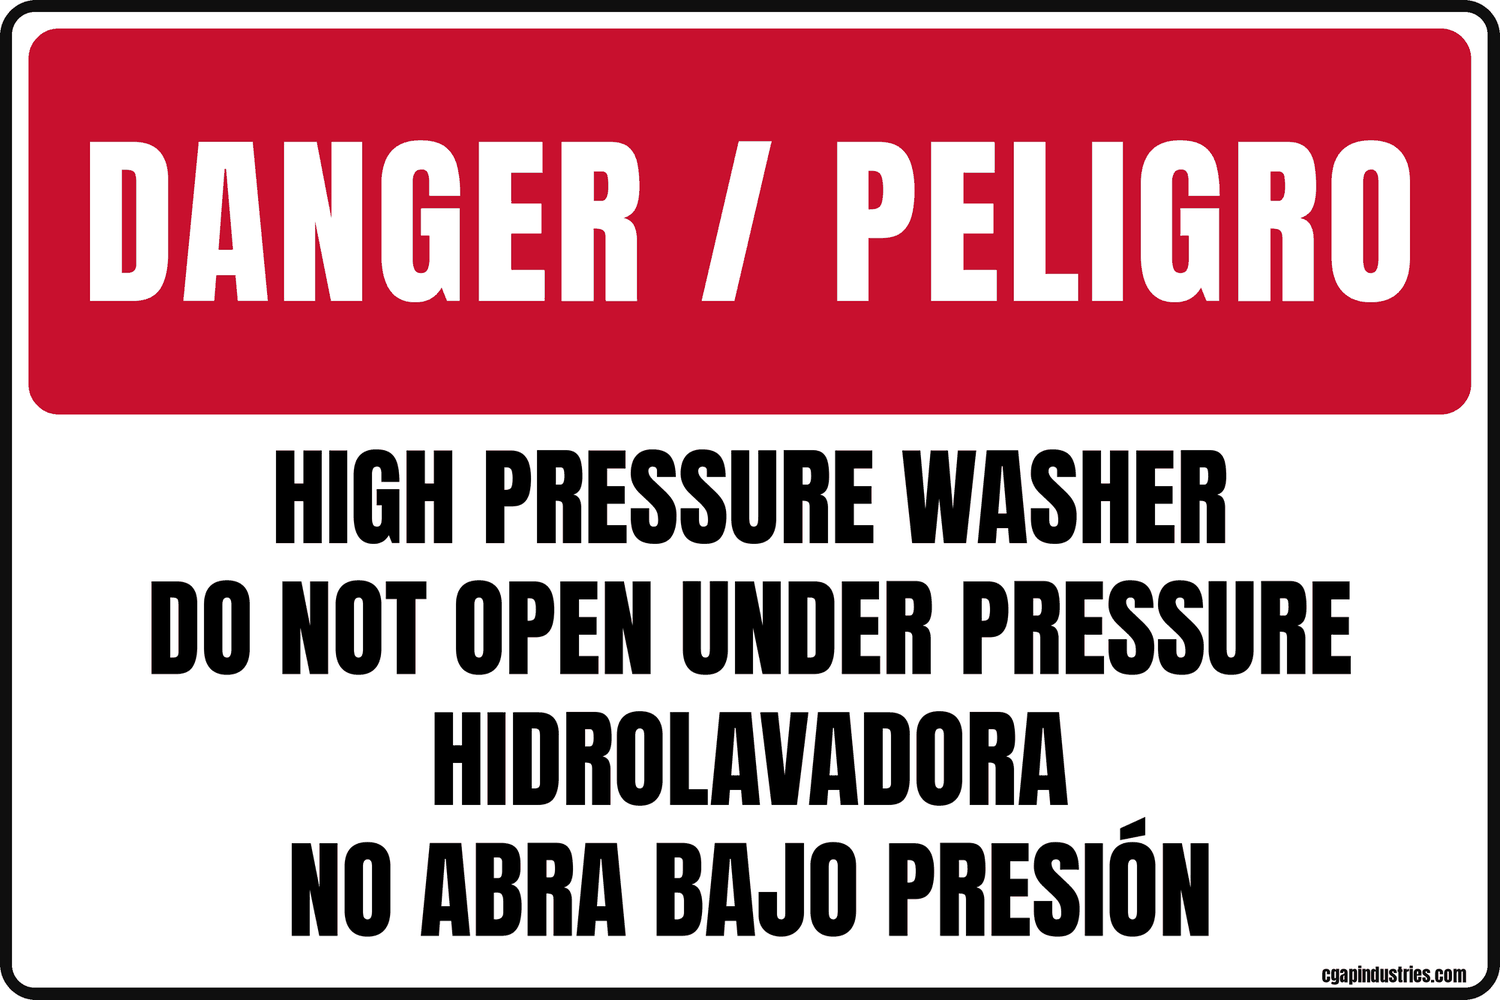 DANGER / PELIGRO
HIGH PRESSURE WASHER
DO NOT OPEN UNDER PRESSURE
HIDROLAVADORA
NO ABRA BAJO PRESIÓN
cgapindustries.com